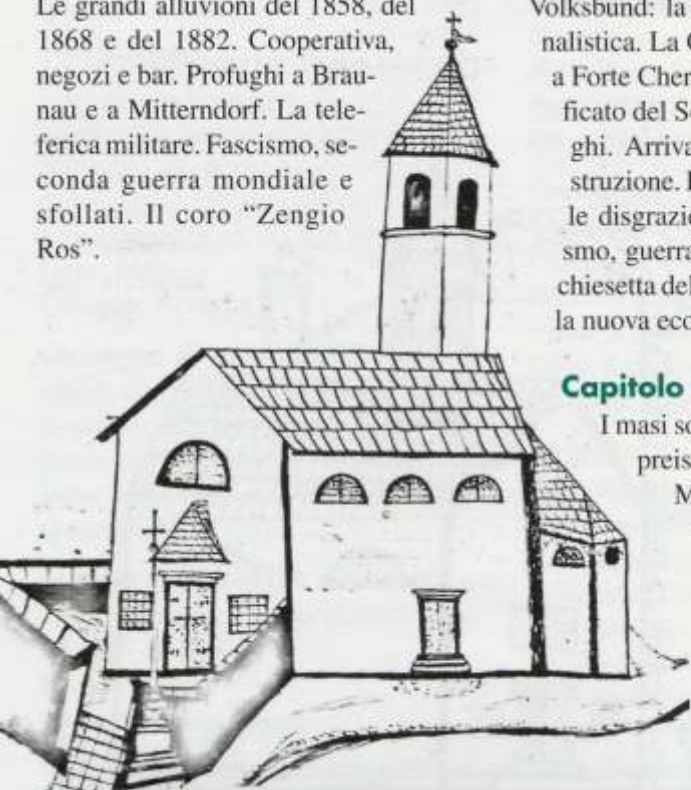 Le grandi alluvioni del 1858, del
1868 e del 1882. Cooperativa,
negozi e bar. Profughi a Brau-
nau e a Mitterndorf. La tele-
ferica militare. Fascismo, se-
conda guerra mondiale e
sfollati. Il coro “Zengio
Ros”.
Volksbund: la
nalistica. La
a Forte Cher
ficato del
ghi. Arriva
struzione.
le disgrazie
smo, guerra
chiesetta del
la nuova eco
Capitolo
I masi so
preis
M